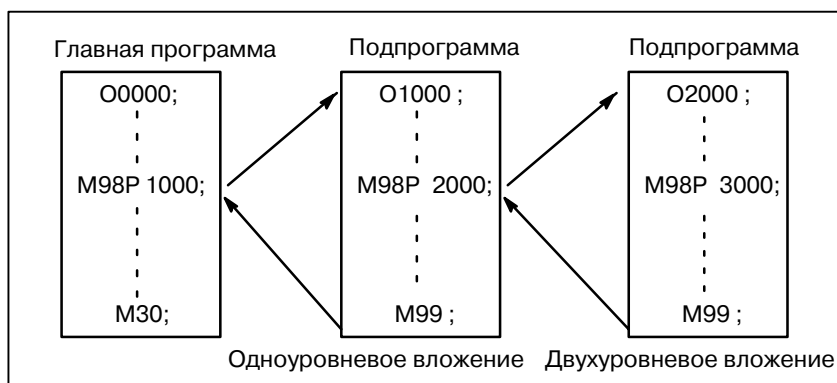 Главная программа
Подпрограмма
Подпрограмма
O0000;
O1000 ;
O2000 ;
M98P 1000;
M98P 2000;
M98P 3000;
M30;
M99 ;
M99 ;
Одноуровневое вложение
Двухуровневое вложение